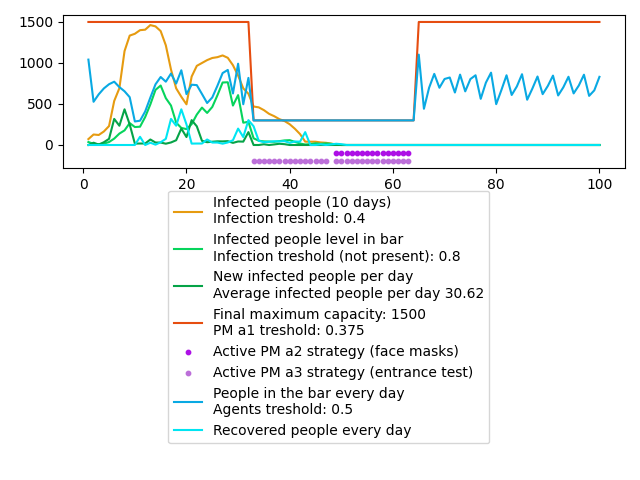 1500
1000
500
0
0 20 40 60 80 100
Infected people (10 days)
Infection treshold: 0.4
Infected people level in bar
Infection treshold (not present): 0.8
New infected people per day
Average infected people per day 30.62
Final maximum capacity: 1500
PM a1 treshold: 0.375
Active PM a2 strategy (face masks)
Active PM a3 strategy (entrance test)
People in the bar every day
Agents treshold: 0.5
Recovered people every day